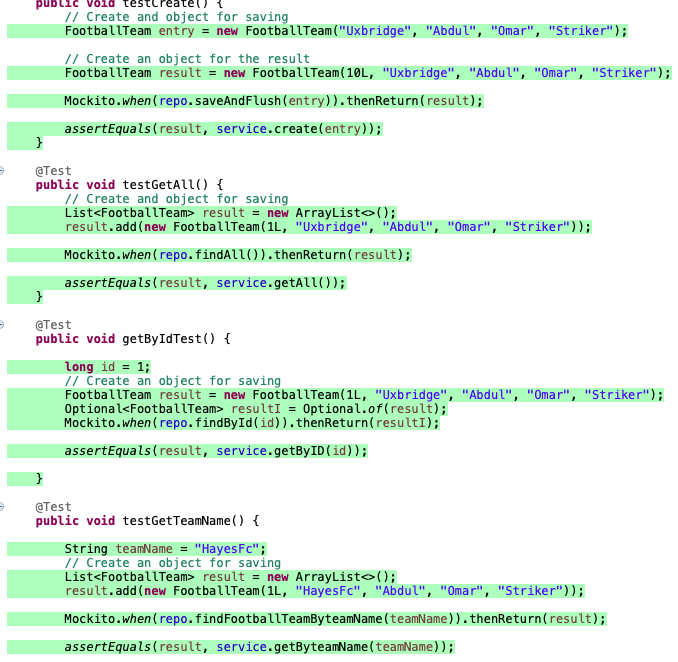 public void testCreate() {
// Create and object for saving
FootballTeam entry = new FootballTeam("Uxbridge", "Abdul", "Omar", "Striker");
// Create an object for the result
FootballTeam result = new FootballTeam(10L, "Uxbridge", "Abdul", "Omar", "Striker");
Mockito.when(repo.saveAndFlush(entry)).thenReturn(result);
assertEquals(result, service.create(entry));
}
@Test
public void testGetAll() {
// Create and object for saving
List<FootballTeam> result = new ArrayList<>();
result.add(new FootballTeam(1L, "Uxbridge", "Abdul", "Omar", "Striker"));
Mockito.when(repo.findAll()).thenReturn(result);
assertEquals(result, service.getAll());
}
@Test
public void getByIdTest() {
long id = 1;
// Create an object for saving
FootballTeam result = new FootballTeam(1L, "Uxbridge", "Abdul", "Omar", "Striker");
Optional<FootballTeam> resultI = Optional.of(result);
Mockito.when(repo.findById(id)).thenReturn(resultI);
assertEquals(result, service.getByID(id));
}
@Test
public void testGetTeamName() {
String teamName = "HayesFc";
// Create an object for saving
List<FootballTeam> result = new ArrayList<>();
result.add(new FootballTeam(1L, "HayesFc", "Abdul", "Omar", "Striker"));
Mockito.when(repo.findFootballTeamByteamName(teamName)).thenReturn(result);
assertEquals(result, service.getByteamName(teamName));